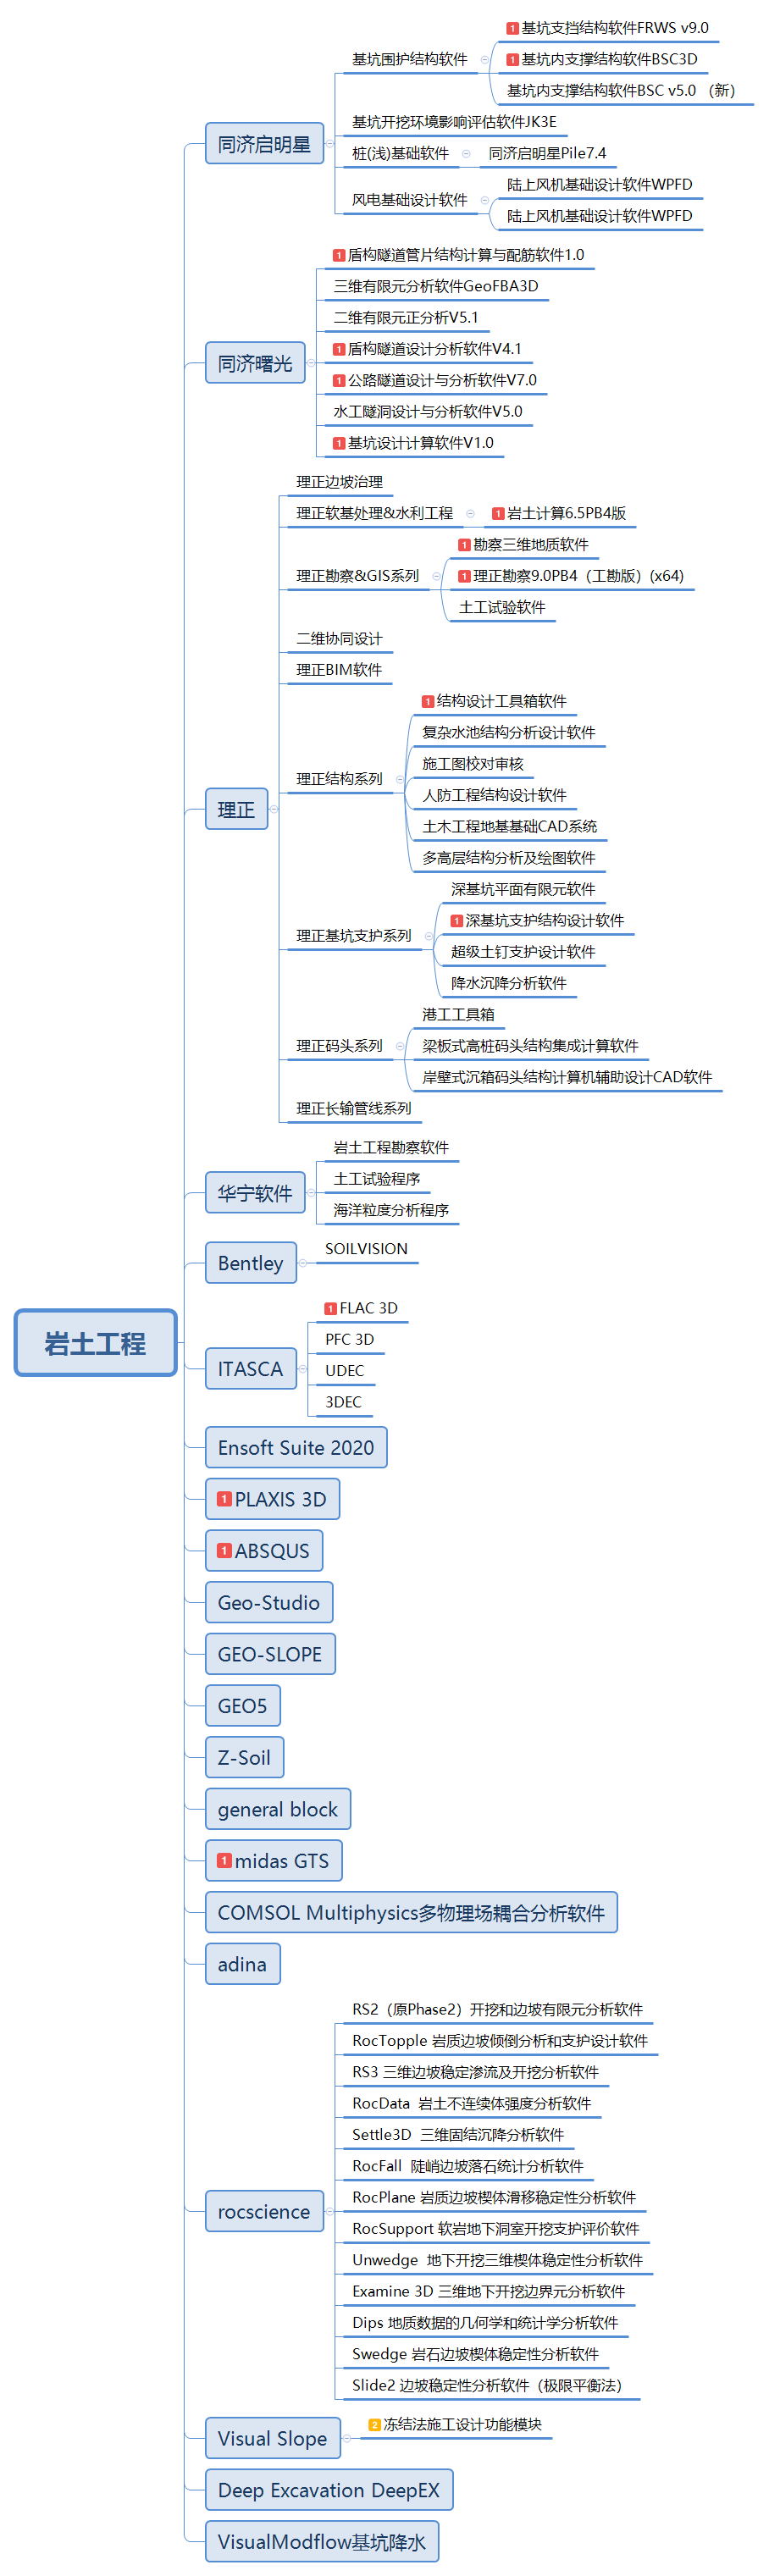 岩土工程
同济启明星
基坑围护结构软件
1 基坑支挡结构软件FRWS v9.0
1 基坑内支撑结构软件BSC3D
基坑内支撑结构软件BSC v5.0 （新）
基坑开挖环境影响评估软件JK3E
桩(浅)基础软件
同济启明星Pile7.4
风电基础设计软件
陆上风机基础设计软件WPFD
陆上风机基础设计软件WPFD
同济曙光
1 盾构隧道管片结构计算与配筋软件1.0
三维有限元分析软件GeoFBA3D
二维有限元正分析V5.1
1 盾构隧道设计分析软件V4.1
1 公路隧道设计与分析软件V7.0
水工隧洞设计与分析软件V5.0
1 基坑设计计算软件V1.0
理正
理正边坡治理
理正软基处理&水利工程
1 岩土计算6.5PB4版
理正勘察&GIS系列
1 勘察三维地质软件
1 理正勘察9.0PB4（工勘版）(x64)
土工试验软件
二维协同设计
理正BIM软件
理正结构系列
1 结构设计工具箱软件
复杂水池结构分析设计软件
施工图校对审核
人防工程结构设计软件
土木工程地基基础CAD系统
多高层结构分析及绘图软件
理正基坑支护系列
深基坑平面有限元软件
1 深基坑支护结构设计软件
超级土钉支护设计软件
降水沉降分析软件
理正码头系列
港工工具箱
梁板式高桩码头结构集成计算软件
岸壁式沉箱码头结构计算机辅助设计CAD软件
理正长输管线系列
华宁软件
岩土工程勘察软件
土工试验程序
海洋粒度分析程序
Bentley
SOILVISION
ITASCA
1 FLAC 3D
PFC 3D
UDEC
3DEC
Ensoft Suite 2020
1 PLAXIS 3D
1 ABSQUS
Geo-Studio
GEO-SLOPE
GEO5
Z-Soil
general block
1 midas GTS
COMSOL Multiphysics多物理场耦合分析软件
adina
rocscience
RS2（原Phase2）开挖和边坡有限元分析软件
RocTopple 岩质边坡倾倒分析和支护设计软件
RS3 三维边坡稳定渗流及开挖分析软件
RocData 岩土不连续体强度分析软件
Settle3D 三维固结沉降分析软件
RocFall 陡峭边坡落石统计分析软件
RocPlane 岩质边坡楔体滑移稳定性分析软件
RocSupport 软岩地下洞室开挖支护评价软件
Unwedge 地下开挖三维楔体稳定性分析软件
Examine 3D 三维地下开挖边界元分析软件
Dips 地质数据的几何学和统计学分析软件
Swedge 岩石边坡楔体稳定性分析软件
Slide2 边坡稳定性分析软件（极限平衡法）
Visual Slope
2 冻结法施工设计功能模块
Deep Excavation DeepEX
VisualModflow基坑降水